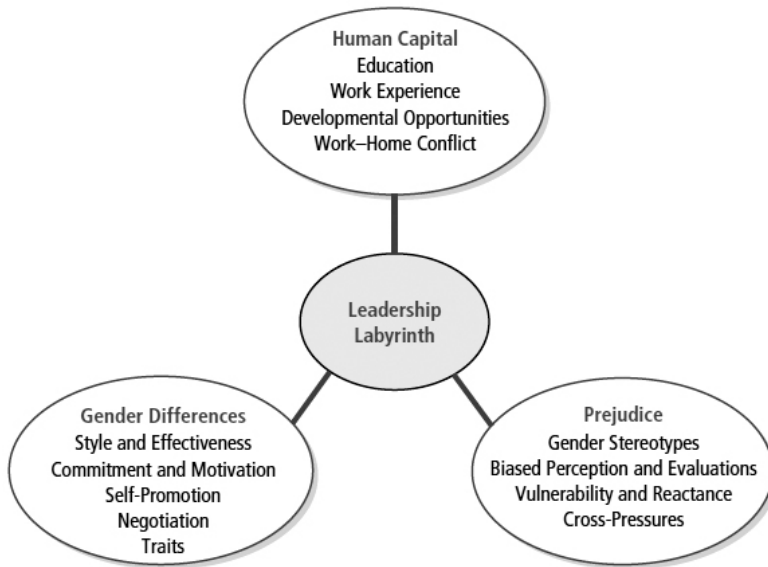 Human Capital
Education
Work Experience
Developmental Opportunities
Work–Home Conflict
Leadership
Labyrinth
Gender Differences
Style and Effectiveness
Commitment and Motivation
Self-Promotion
Negotiation
Traits
Prejudice
Gender Stereotypes
Biased Perception and Evaluations
Vulnerability and Reactance
Cross-Pressures